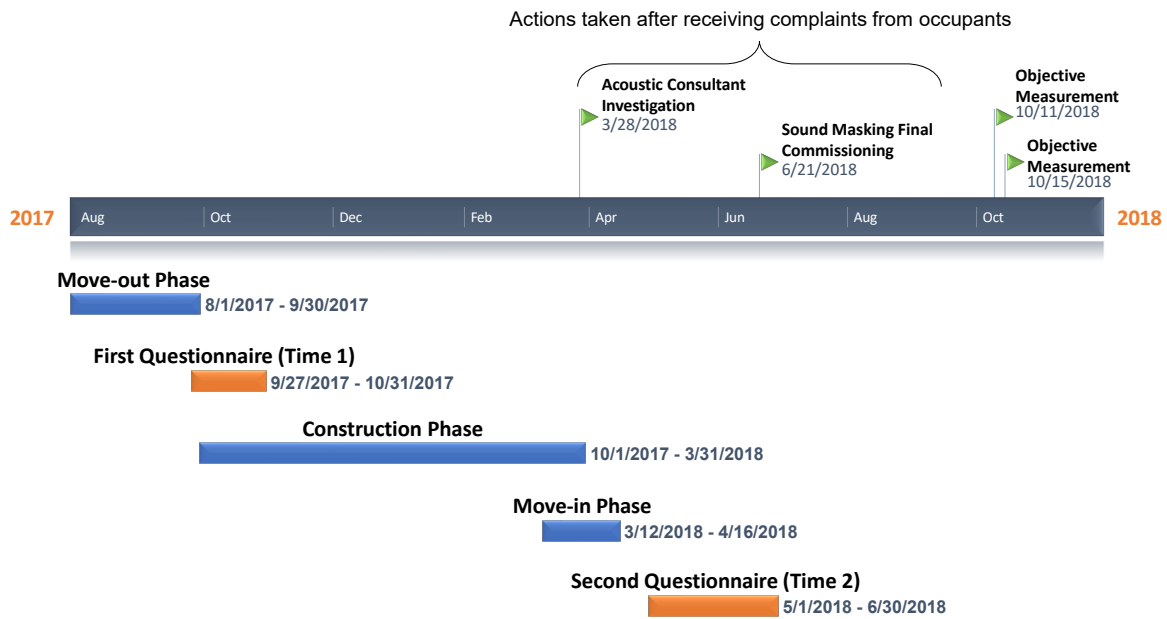 Actions taken after receiving complaints from occupants
Acoustic Consultant
Investigation
3/28/2018
Sound Masking Final
Commissioning
6/21/2018
Objective
Measurement
10/11/2018
Objective
Measurement
10/15/2018
2017 Aug Oct Dec Feb Apr Jun Aug Oct 2018
Move-out Phase
8/1/2017 - 9/30/2017
First Questionnaire (Time 1)
9/27/2017 - 10/31/2017
Construction Phase
10/1/2017 - 3/31/2018
Move-in Phase
3/12/2018 - 4/16/2018
Second Questionnaire (Time 2)
5/1/2018 - 6/30/2018